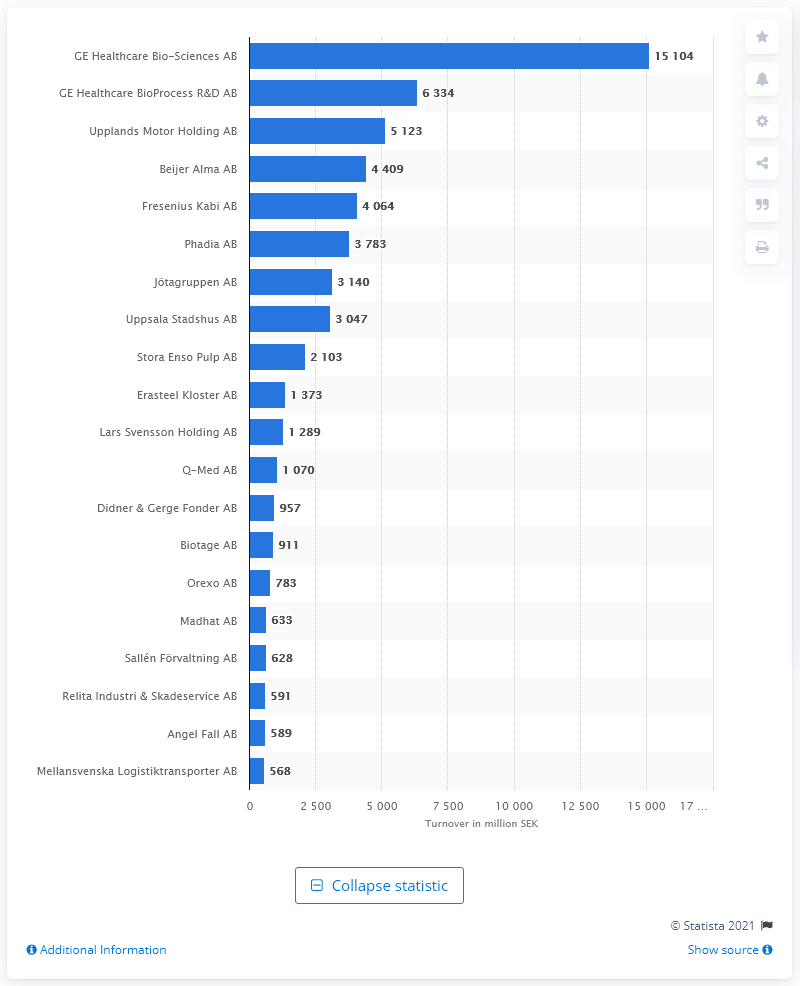 GE Healthcare Bio-Sciences AB 15 104
GE Healthcare BioProcess R&D AB 6 334
Upplands Motor Holding AB 5 123
Beijer Alma AB 4 409
Fresenius Kabi AB 4 064
Phadia AB 3 783
Jötagruppen AB 3 140
Uppsala Stadshus AB 3 047
Stora Enso Pulp AB 2 103
Erasteel Kloster AB 1 373
Lars Svensson Holding AB 1 289
Q-Med AB 1 070
Didner & Gerge Fonder AB 957
Biotage AB 911
Orexo AB 783
Madhat AB 633
Sallén Förvaltning AB 628
Relita Industri & Skadeservice AB 591
Angel Fall AB 589
Mellansvenska Logistiktransporter AB 568
0 2 500 5 000 7 500 10 000 12 500 15 000 17 ...
Turnover in million SEK
Collapse statistic
© Statista 2021
Additional Information Show source